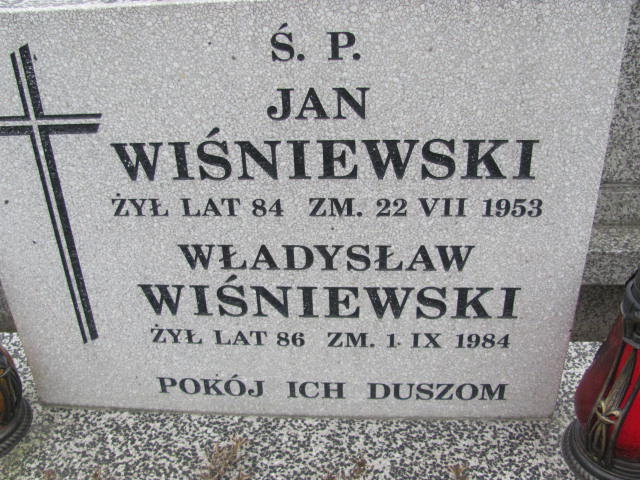 Ś. P.
JAN
WIŚNIEWSKI
ŻYŁ LAT 84 ZM. 22 VII 1953
WŁADYSŁAW
WIŚNIEWSKI
ŻYŁ LAT 86 ZM. 1 IX 1984
POKÓJ ICH DUSZOM